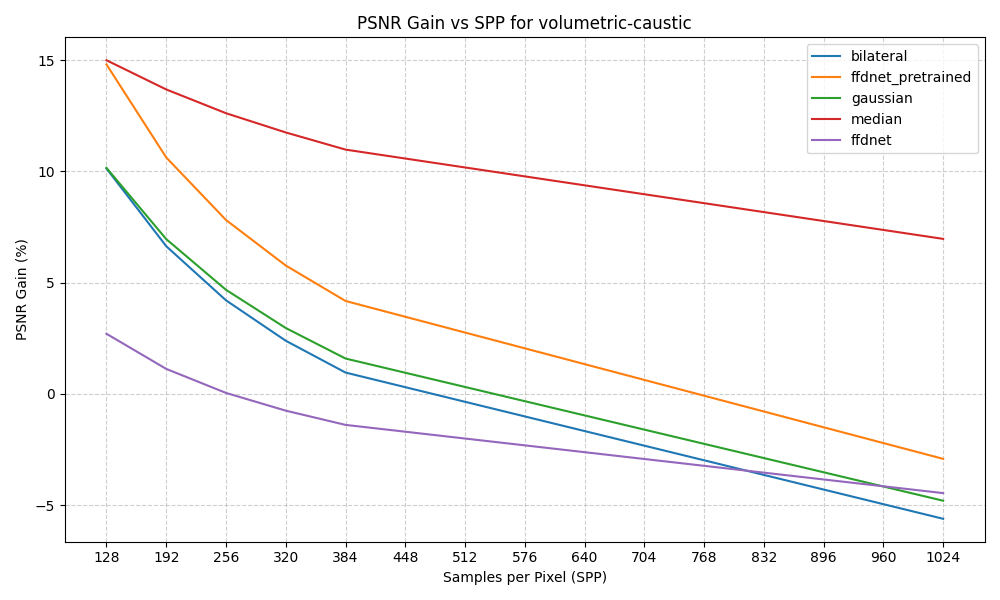 PSNR Gain vs SPP for volumetric-caustic
bilateral
ffdnet_pretrained
gaussian
median
ffdnet
PSNR Gain (%)
15
10
5
0
−5
128 192 256 320 384 448 512 576 640 704 768 832 896 960 1024
Samples per Pixel (SPP)